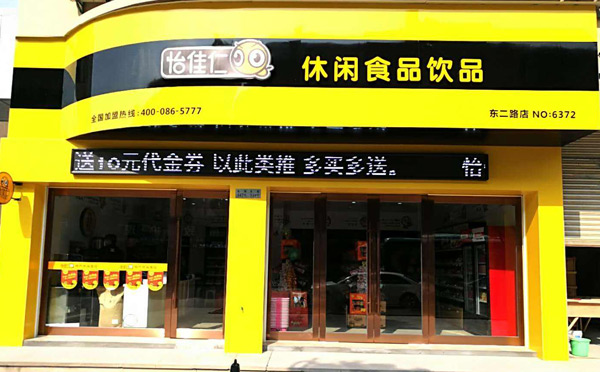 怡佳仁
休闲食品饮品
全国加盟热线:400-086-5777
东二路店 NO:6372
送10元代金券 以此类推 多买多送。 怡